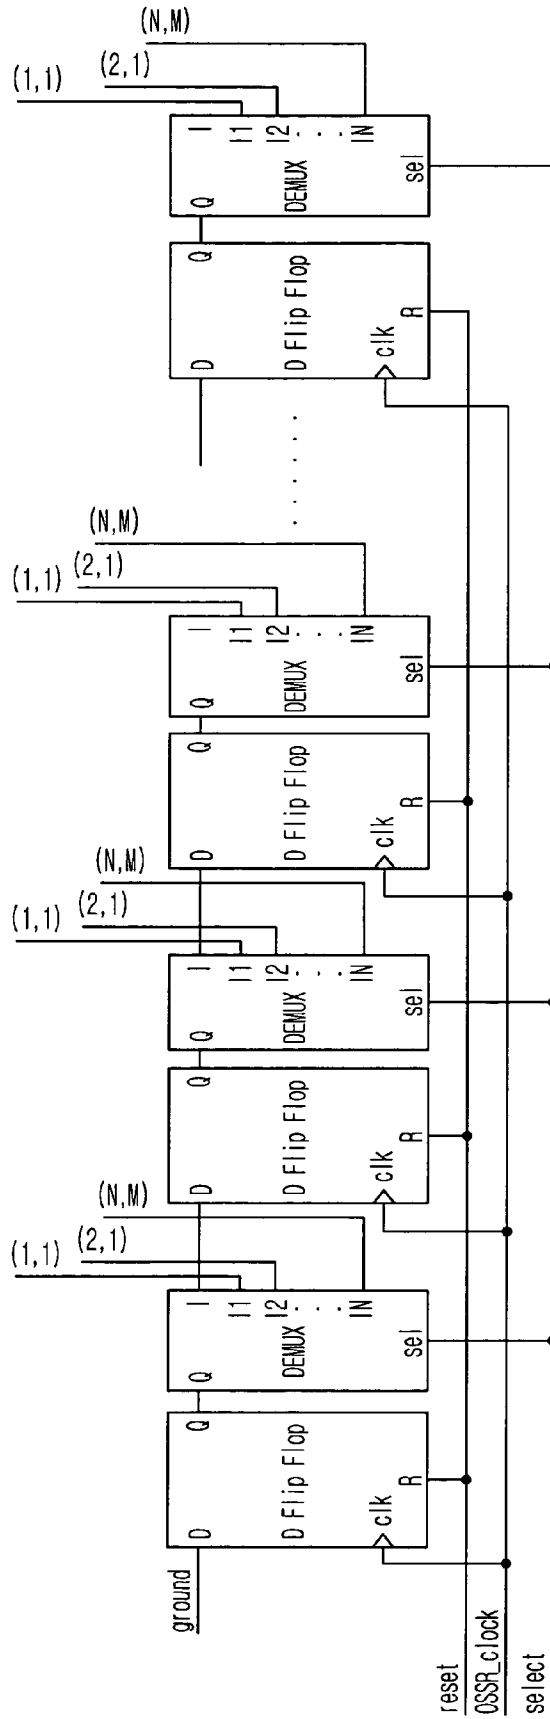 ground
reset
OSSR_clock
select
D
Q
D Flip Flop
clk
R
Q
I
I1
I2
. . .
IN
DEMUX
sel
(1,1)
(2,1)
(N,M)
D
Q
D Flip Flop
clk
R
Q
I
I1
I2
. . .
IN
DEMUX
sel
(1,1)
(2,1)
(N,M)
D
Q
D Flip Flop
clk
R
Q
I
I1
I2
. . .
IN
DEMUX
sel
(1,1)
(2,1)
(N,M)
. . . . . .
D
Q
D Flip Flop
clk
R
Q
I
I1
I2
. . .
IN
DEMUX
sel
(1,1)
(2,1)
(N,M)